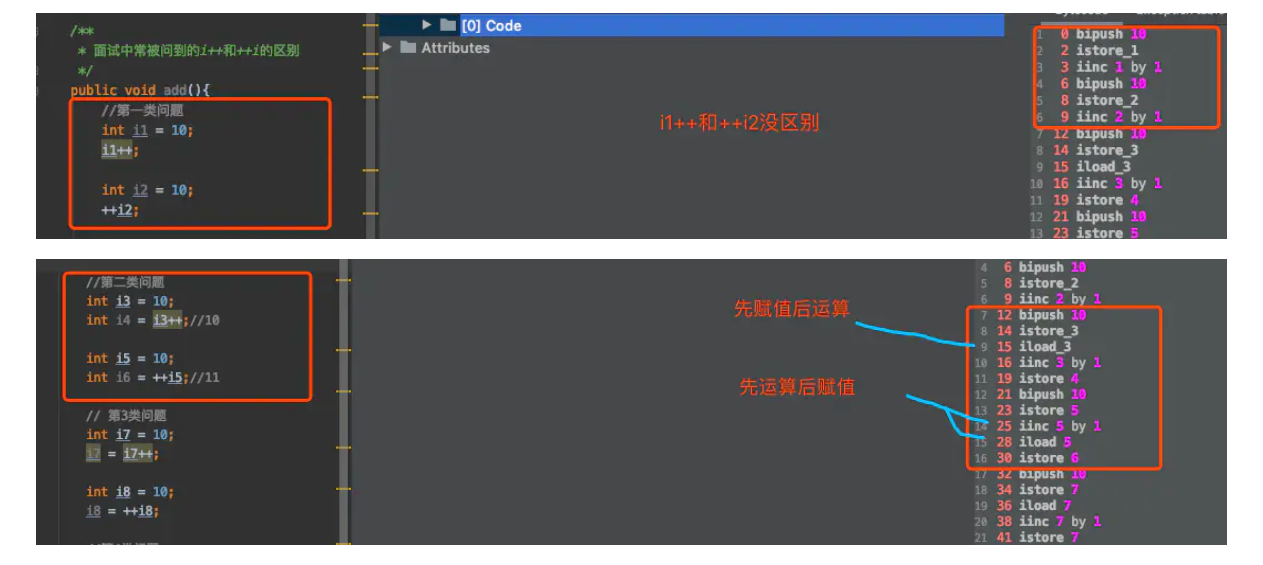 /**
* 面试中常被问到的i++和++i的区别
*/
public void add(){
//第一类问题
int i1 = 10;
i1++;
int i2 = 10;
++i2;
[0] Code
Attributes
i1++和++i2没区别
1 0 bipush 10
2 2 istore_1
3 3 iinc 1 by 1
4 6 bipush 10
5 8 istore_2
6 9 iinc 2 by 1
7 12 bipush 10
8 14 istore_3
9 15 iload_3
10 16 iinc 3 by 1
11 19 istore 4
12 21 bipush 10
13 23 istore 5
//第二类问题
int i3 = 10;
int i4 = i3++;//10
int i5 = 10;
int i6 = ++i5;//11
// 第3类问题
int i7 = 10;
i7 = i7++;
int i8 = 10;
i8 = ++i8;
先赋值后运算
先运算后赋值
4 6 bipush 10
5 8 istore_2
6 9 iinc 2 by 1
7 12 bipush 10
8 14 istore_3
9 15 iload_3
10 16 iinc 3 by 1
11 19 istore 4
12 21 bipush 10
13 23 istore 5
14 25 iinc 5 by 1
15 28 iload 5
16 30 istore 6
17 32 bipush 10
18 34 istore 7
19 36 iload 7
20 38 iinc 7 by 1
21 41 istore 7